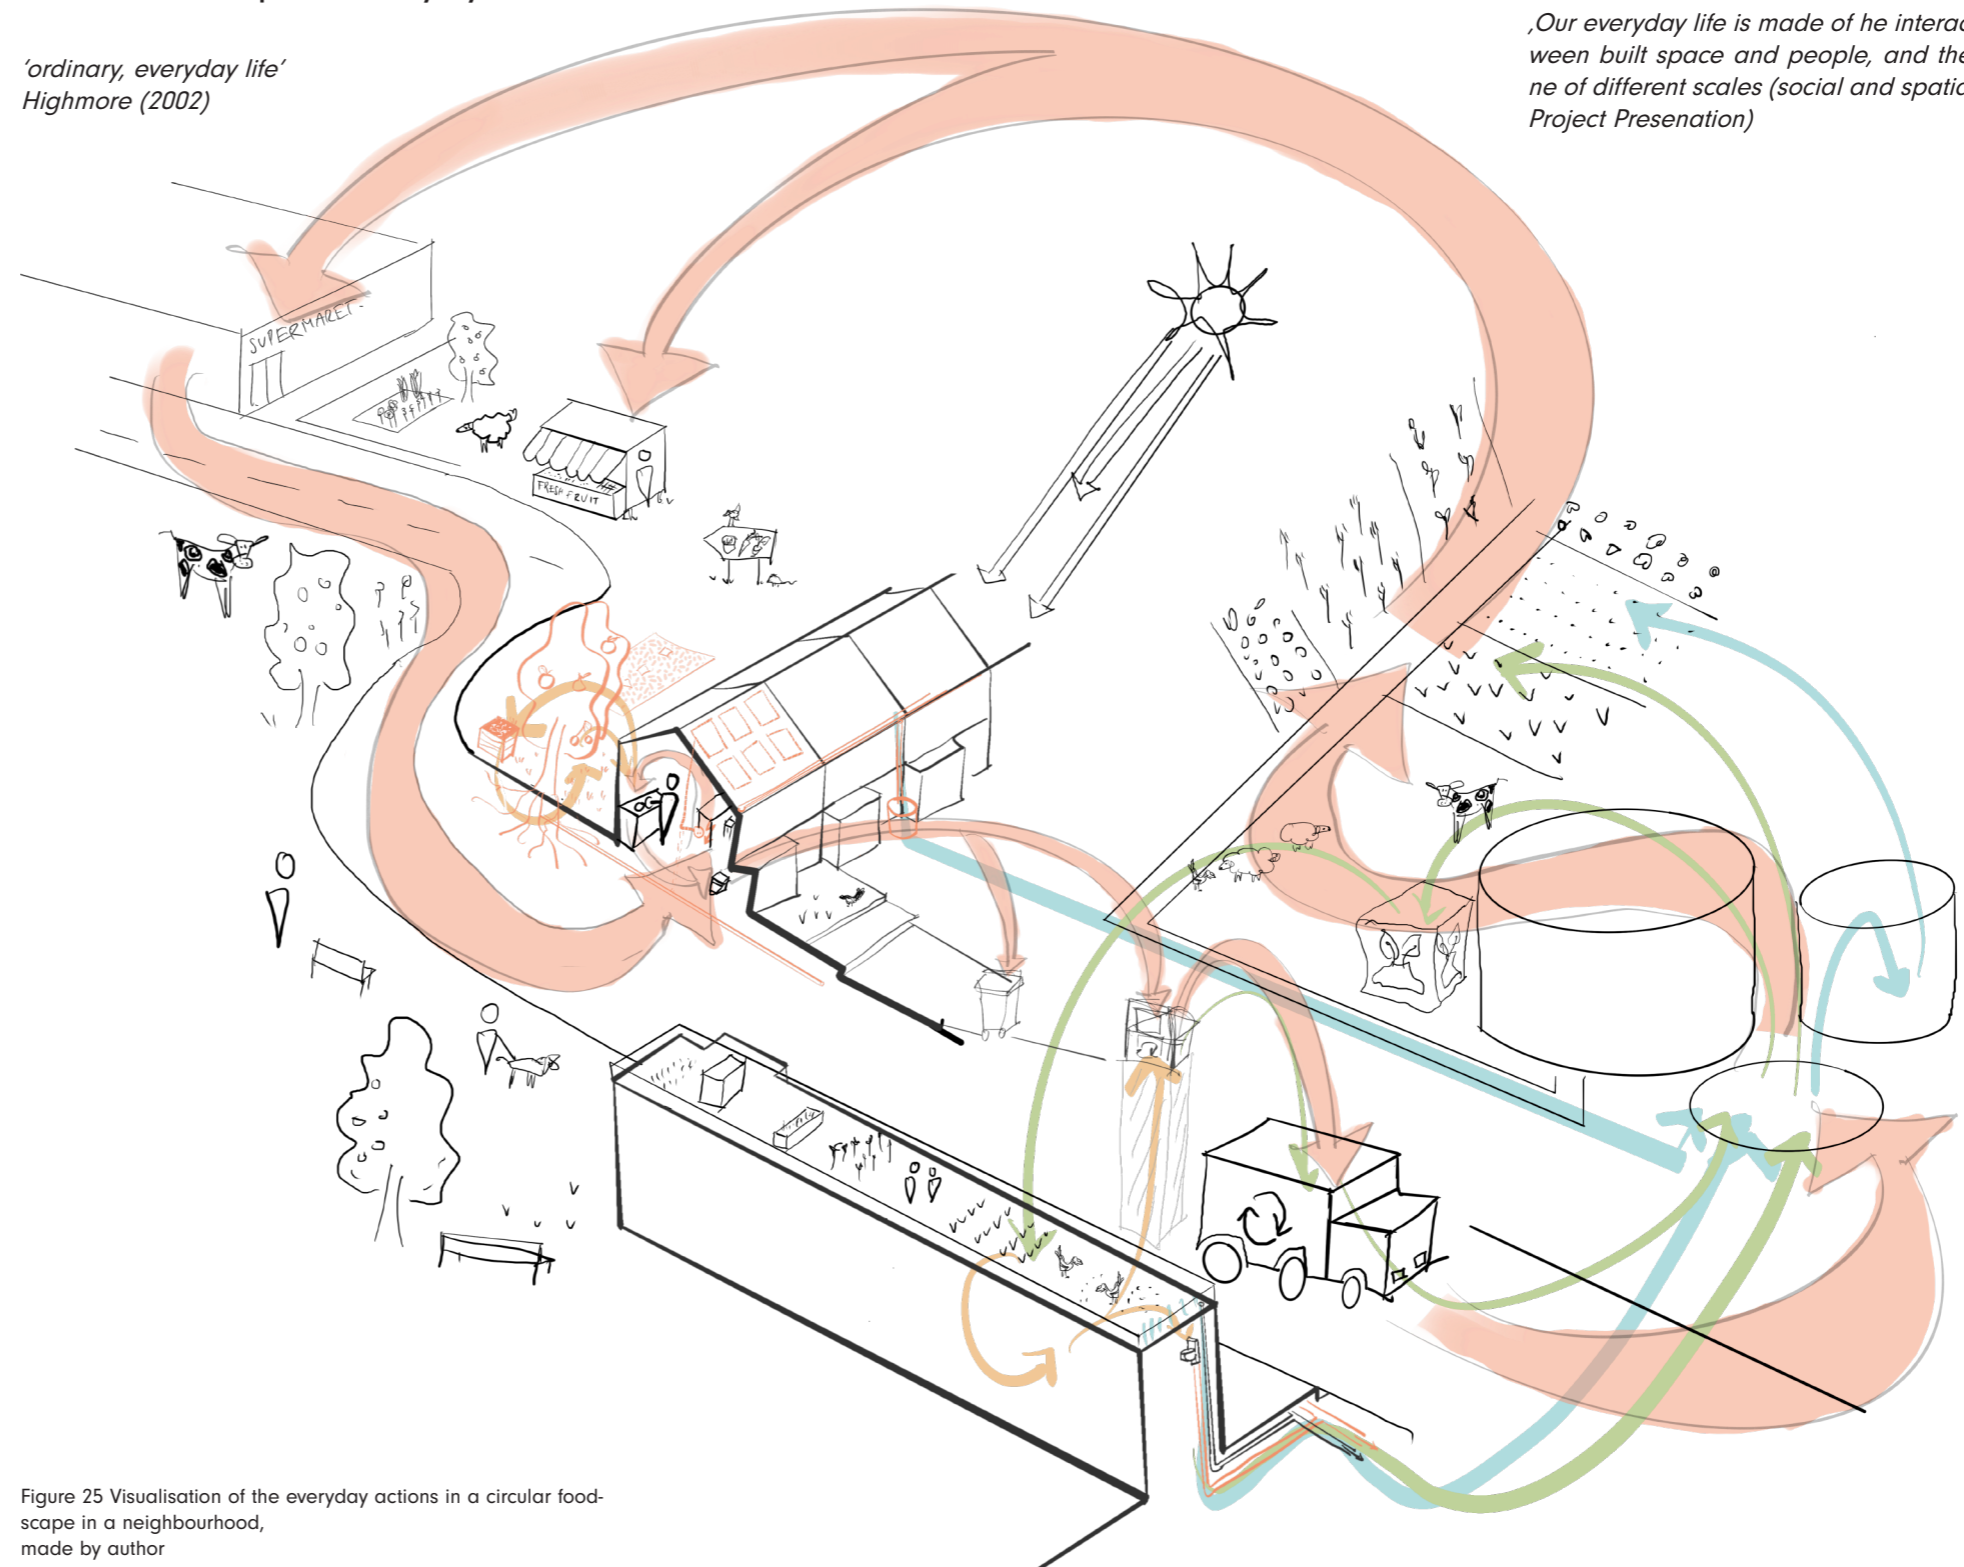 'ordinary, everyday life'
Highmore (2002)
‚Our everyday life is made of he interac
ween built space and people, and the
ne of different scales (social and spatia
Project Presenation)
SUPERMARET
FRESH FRUIT
Figure 25 Visualisation of the everyday actions in a circular food-
scape in a neighbourhood,
made by author